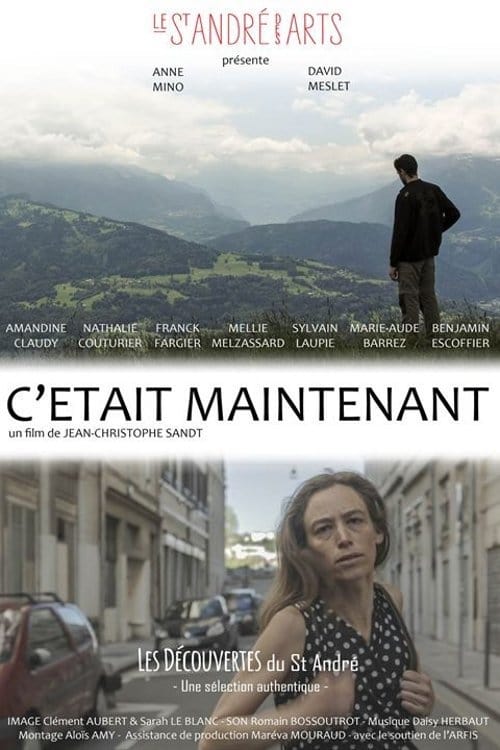 LE ST ANDRÉ DES ARTS
présente
ANNE MINO
DAVID MESLET
AMANDINE CLAUDY
NATHALIE COUTURIER
FRANCK FARGIER
MELLIE MELZASSARD
SYLVAIN LAUPIE
MARIE-AUDE BARREZ
BENJAMIN ESCOFFIER
C'ETAIT MAINTENANT
un film de JEAN-CHRISTOPHE SANDT
LES DÉCOUVERTES du St André
- Une sélection authentique -
IMAGE Clément AUBERT & Sarah LE BLANC - SON Romain BOSSOUTROT - Musique Daisy HERBAUT
Montage Aloïs AMY - Assistance de production Maréva MOURAUD - avec le soutien de l'ARFIS